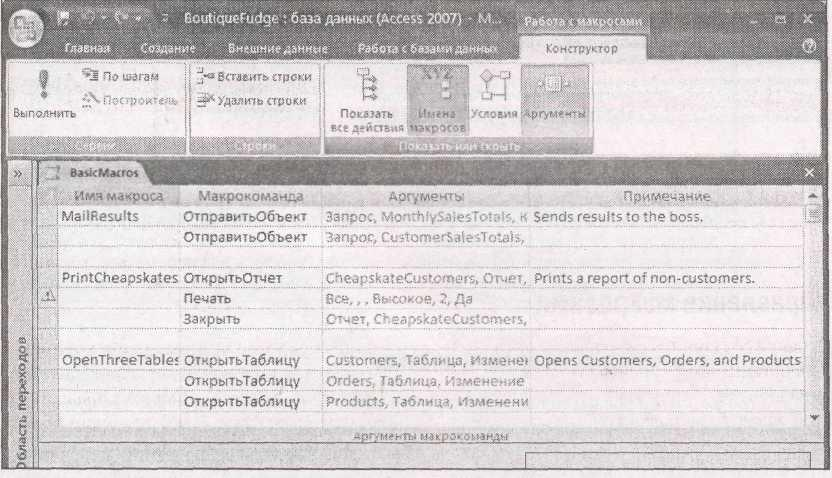 BoutiqueFudge : база данных (Access 2007) - М...
Работа с макросами
Главная Создание Внешние данные Работа с базами данных Конструктор
Выполнить
По шагам
Построитель
Сервис
Вставить строки
Удалить строки
Строки
Показать все действия
Имена макросов
Условия
Аргументы
Показать или скрыть
»
BasicMacros
Имя макроса Макрокоманда Аргументы Примечание
MailResults ОтправитьОбъект Запрос, MonthlySalesTotals, к Sends results to the boss.
ОтправитьОбъект Запрос, CustomerSalesTotals,
PrintCheapskates ОткрытьОтчет CheapskateCustomers, Отчет, Prints a report of non-customers.
Печать Все, , , Высокое, 2, Да
Закрыть Отчет, CheapskateCustomers,
OpenThreeTables ОткрытьТаблицу Customers, Таблица, Изменен Opens Customers, Orders, and Products
ОткрытьТаблицу Orders, Таблица, Изменение
ОткрытьТаблицу Products, Таблица, Изменени
Аргументы макрокоманды
Область переходов